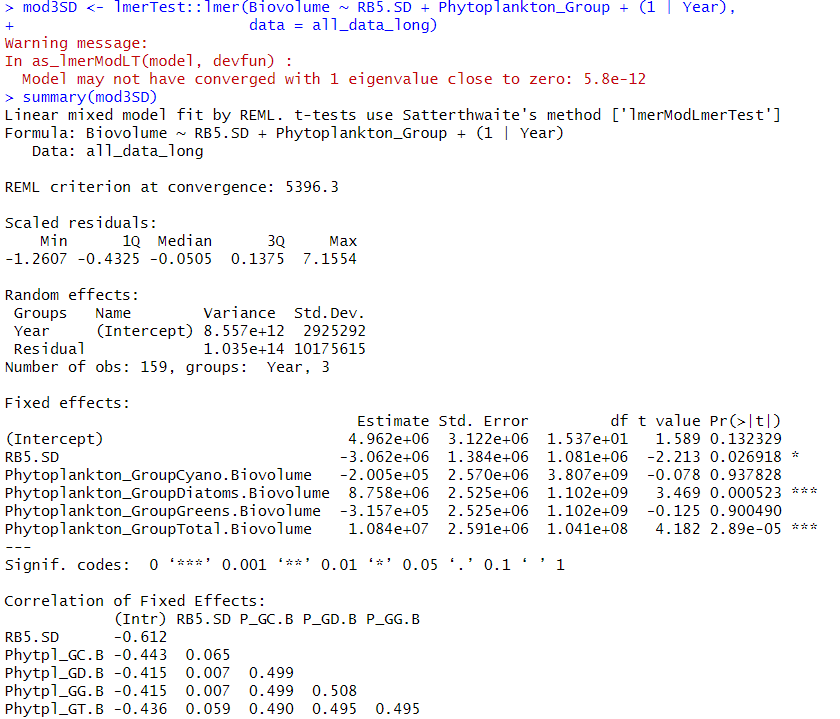 > mod3SD <- lmerTest::lmer(Biovolume ~ RB5.SD + Phytoplankton_Group + (1 | Year),
+                           data = all_data_long)
Warning message:
In as_lmerModLT(model, devfun) :
  Model may not have converged with 1 eigenvalue close to zero: 5.8e-12
> summary(mod3SD)
Linear mixed model fit by REML. t-tests use Satterthwaite's method ['lmerModLmerTest']
Formula: Biovolume ~ RB5.SD + Phytoplankton_Group + (1 | Year)
   Data: all_data_long

REML criterion at convergence: 5396.3

Scaled residuals:
    Min      1Q  Median      3Q     Max
-1.2607 -0.4325 -0.0505  0.1375  7.1554

Random effects:
 Groups   Name        Variance  Std.Dev.
 Year     (Intercept) 8.557e+12  2925292
 Residual             1.035e+14 10175615
Number of obs: 159, groups:  Year, 3

Fixed effects:
                                       Estimate Std. Error         df t value Pr(>|t|)
(Intercept)                           4.962e+06  3.122e+06  1.537e+01   1.589 0.132329
RB5.SD                               -3.062e+06  1.384e+06  1.081e+06  -2.213 0.026918 *
Phytoplankton_GroupCyano.Biovolume   -2.005e+05  2.570e+06  3.807e+09  -0.078 0.937828
Phytoplankton_GroupDiatoms.Biovolume  8.758e+06  2.525e+06  1.102e+09   3.469 0.000523 ***
Phytoplankton_GroupGreens.Biovolume  -3.157e+05  2.525e+06  1.102e+09  -0.125 0.900490
Phytoplankton_GroupTotal.Biovolume    1.084e+07  2.591e+06  1.041e+08   4.182 2.89e-05 ***
---
Signif. codes:  0 ‘***’ 0.001 ‘**’ 0.01 ‘*’ 0.05 ‘.’ 0.1 ‘ ’ 1

Correlation of Fixed Effects:
            (Intr) RB5.SD P_GC.B P_GD.B P_GG.B
RB5.SD      -0.612
Phytpl_GC.B -0.443  0.065
Phytpl_GD.B -0.415  0.007  0.499
Phytpl_GG.B -0.415  0.007  0.499  0.508
Phytpl_GT.B -0.436  0.059  0.490  0.495  0.495